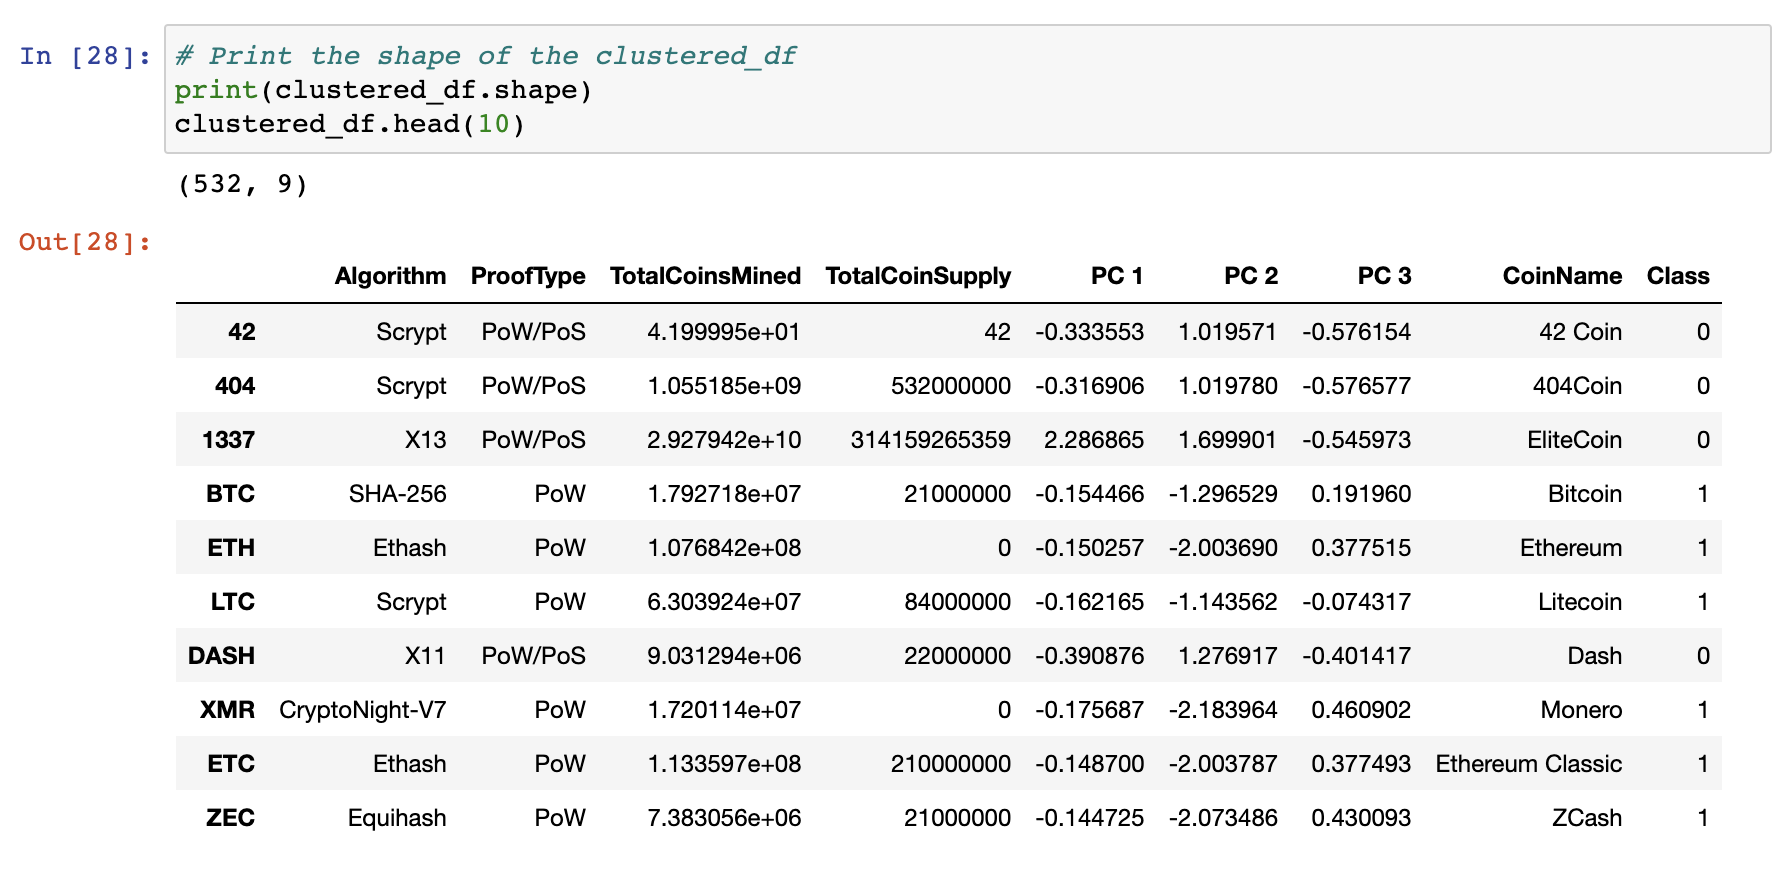 In [28]: # Print the shape of the clustered_df
print(clustered_df.shape)
clustered_df.head(10)
(532, 9)
Out[28]:
Algorithm ProofType TotalCoinsMined TotalCoinSupply PC 1 PC 2 PC 3 CoinName Class
42 Scrypt PoW/PoS 4.199995e+01 42 -0.333553 1.019571 -0.576154 42 Coin 0
404 Scrypt PoW/PoS 1.055185e+09 532000000 -0.316906 1.019780 -0.576577 404Coin 0
1337 X13 PoW/PoS 2.927942e+10 314159265359 2.286865 1.699901 -0.545973 EliteCoin 0
BTC SHA-256 PoW 1.792718e+07 21000000 -0.154466 -1.296529 0.191960 Bitcoin 1
ETH Ethash PoW 1.076842e+08 0 -0.150257 -2.003690 0.377515 Ethereum 1
LTC Scrypt PoW 6.303924e+07 84000000 -0.162165 -1.143562 -0.074317 Litecoin 1
DASH X11 PoW/PoS 9.031294e+06 22000000 -0.390876 1.276917 -0.401417 Dash 0
XMR CryptoNight-V7 PoW 1.720114e+07 0 -0.175687 -2.183964 0.460902 Monero 1
ETC Ethash PoW 1.133597e+08 210000000 -0.148700 -2.003787 0.377493 Ethereum Classic 1
ZEC Equihash PoW 7.383056e+06 21000000 -0.144725 -2.073486 0.430093 ZCash 1